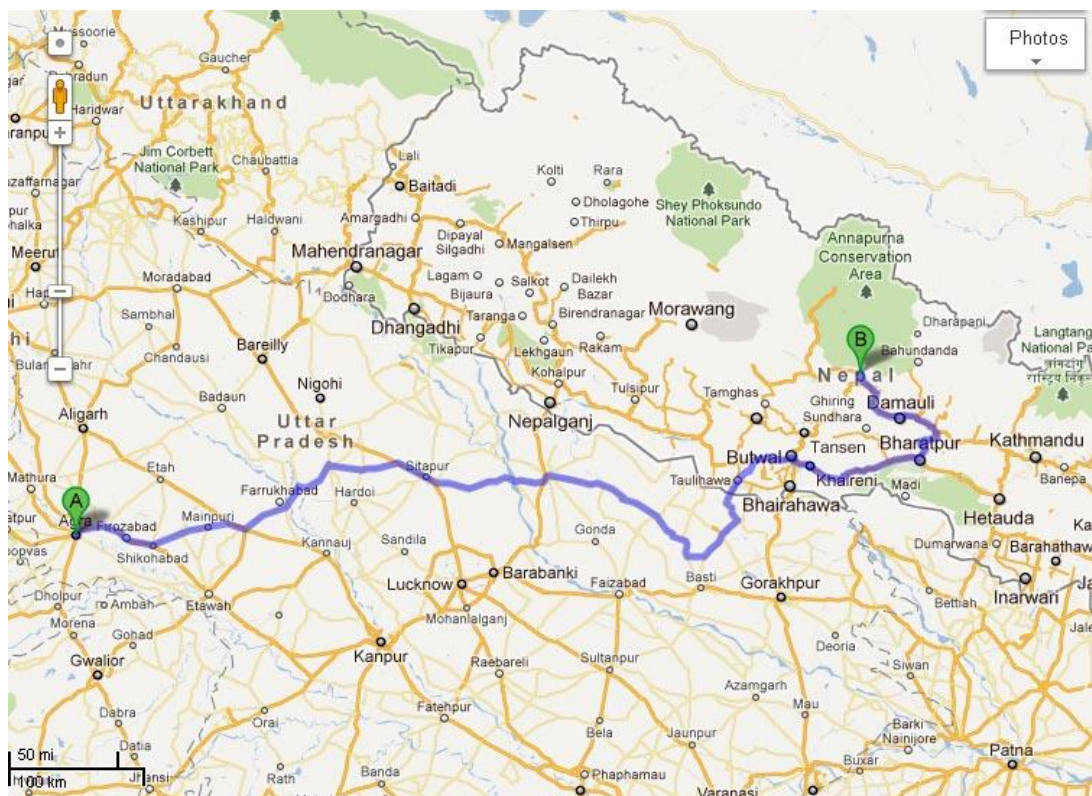 Photos
Mussoorie
Gaucher
Uttarakhand
Haridwar
Jim Corbett
National Park
Chaubattia
Lali
Baitadi
Kolti
Rara
Dholagohe
Thirpu
Shey Phoksundo
National Park
Annapurna
Conservation
Area
Kashipur
Haldwani
Amargadhi
Dipayal
Silgadhi
Mangalsen
Meerut
Mahendranagar
Lagam
Salkot
Dailekh
Bazar
Moradabad
Dodhara
Bijaura
Birendranagar
Morawang
Sambhal
Dhangadhi
Taranga
Dharapani
Chandausi
Bareilly
Tikapur
Lekhgaun
Rakam
B
Bahundanda
Kohalpur
Nepal
Badaun
Nigohi
Tulsipur
Tamghas
Ghiring
Sundhara
Damauli
Aligarh
Uttar
Pradesh
Nepalganj
Tansen
Bharatpur
Kathmandu
Butwal
Etah
Sitapur
Taulihawa
Khaireni
Banepa
Mathura
Farrukhabad
Hardoi
Bhairahawa
Madi
Hetauda
A
Agra
Firozabad
Mainpuri
Gonda
Shikohabad
Kannauj
Sandila
Dumarwana
Barahathaw
Lucknow
Barabanki
Faizabad
Basti
Gorakhpur
Inarwari
Dholpur
Ambah
Etawah
Bettiah
Morena
Mohanlalganj
Gohad
Kanpur
Deoria
Gwalior
Raebareli
Sultanpur
Siwan
Azamgarh
Dabra
Orai
Fatehpur
Mau
Bela
Jaunpur
Barki
Nainijore
Datia
50 mi
Buxar
Patna
100 km
Jhansi
Rath
Banda
Phaphamau
Varanasi